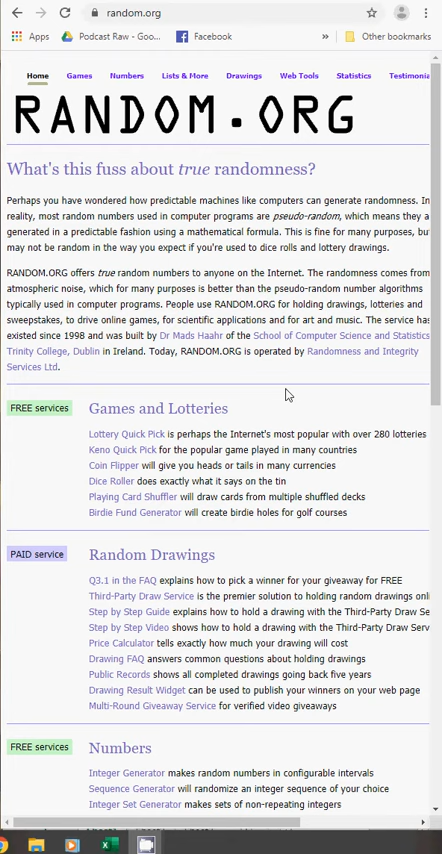 random.org
Apps Podcast Raw - Goo... Facebook » Other bookmarks
Home Games Numbers Lists & More Drawings Web Tools Statistics Testimonia
RANDOM.ORG
What's this fuss about true randomness?
Perhaps you have wondered how predictable machines like computers can generate randomness. In
reality, most random numbers used in computer programs are pseudo-random, which means they a
generated in a predictable fashion using a mathematical formula. This is fine for many purposes, bu
may not be random in the way you expect if you're used to dice rolls and lottery drawings.
RANDOM.ORG offers true random numbers to anyone on the Internet. The randomness comes from
atmospheric noise, which for many purposes is better than the pseudo-random number algorithms
typically used in computer programs. People use RANDOM.ORG for holding drawings, lotteries and
sweepstakes, to drive online games, for scientific applications and for art and music. The service has
existed since 1998 and was built by Dr Mads Haahr of the School of Computer Science and Statistics
Trinity College, Dublin in Ireland. Today, RANDOM.ORG is operated by Randomness and Integrity
Services Ltd.
FREE services Games and Lotteries
Lottery Quick Pick is perhaps the Internet's most popular with over 280 lotteries
Keno Quick Pick for the popular game played in many countries
Coin Flipper will give you heads or tails in many currencies
Dice Roller does exactly what it says on the tin
Playing Card Shuffler will draw cards from multiple shuffled decks
Birdie Fund Generator will create birdie holes for golf courses
PAID service Random Drawings
Q3.1 in the FAQ explains how to pick a winner for your giveaway for FREE
Third-Party Draw Service is the premier solution to holding random drawings onl
Step by Step Guide explains how to hold a drawing with the Third-Party Draw Se
Step by Step Video shows how to hold a drawing with the Third-Party Draw Serv
Price Calculator tells exactly how much your drawing will cost
Drawing FAQ answers common questions about holding drawings
Public Records shows all completed drawings going back five years
Drawing Result Widget can be used to publish your winners on your web page
Multi-Round Giveaway Service for verified video giveaways
FREE services Numbers
Integer Generator makes random numbers in configurable intervals
Sequence Generator will randomize an integer sequence of your choice
Integer Set Generator makes sets of non-repeating integers